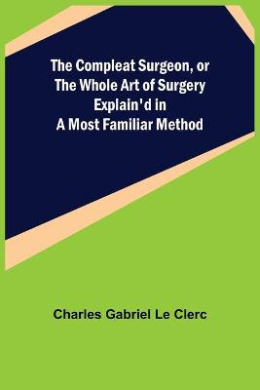 The Compleat Surgeon, or
The Whole Art of Surgery
Explain'd in
A Most Familiar Method
Charles Gabriel Le Clerc